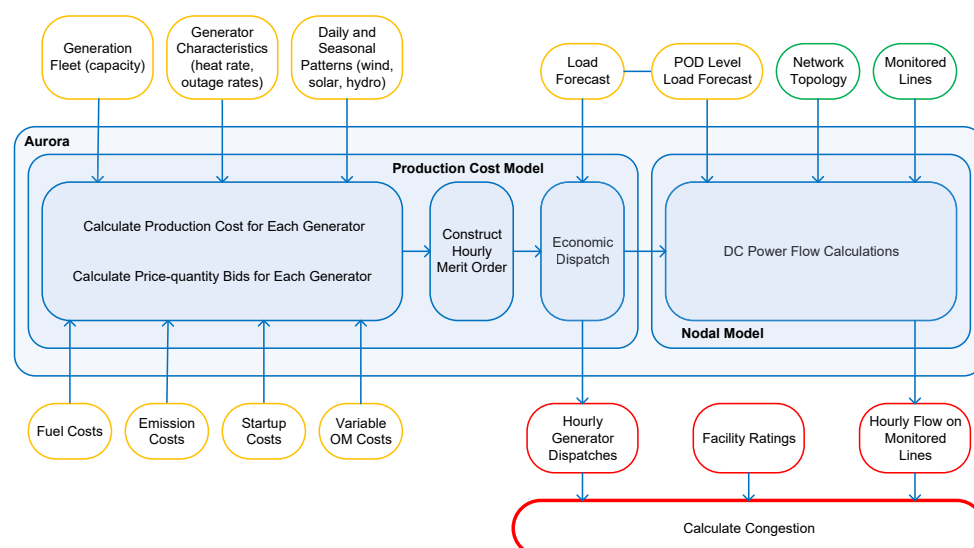 Generation
Fleet (capacity)
Generator
Characteristics
(heat rate,
outage rates)
Daily and
Seasonal
Patterns (wind,
solar, hydro)
Load
Forecast
POD Level
Load Forecast
Network
Topology
Monitored
Lines
Aurora
Production Cost Model
Calculate Production Cost for Each Generator
Calculate Price-quantity Bids for Each Generator
Construct
Hourly
Merit Order
Economic
Dispatch
DC Power Flow Calculations
Nodal Model
Fuel Costs
Emission
Costs
Startup
Costs
Variable
OM Costs
Hourly
Generator
Dispatches
Facility Ratings
Hourly Flow on
Monitored
Lines
Calculate Congestion